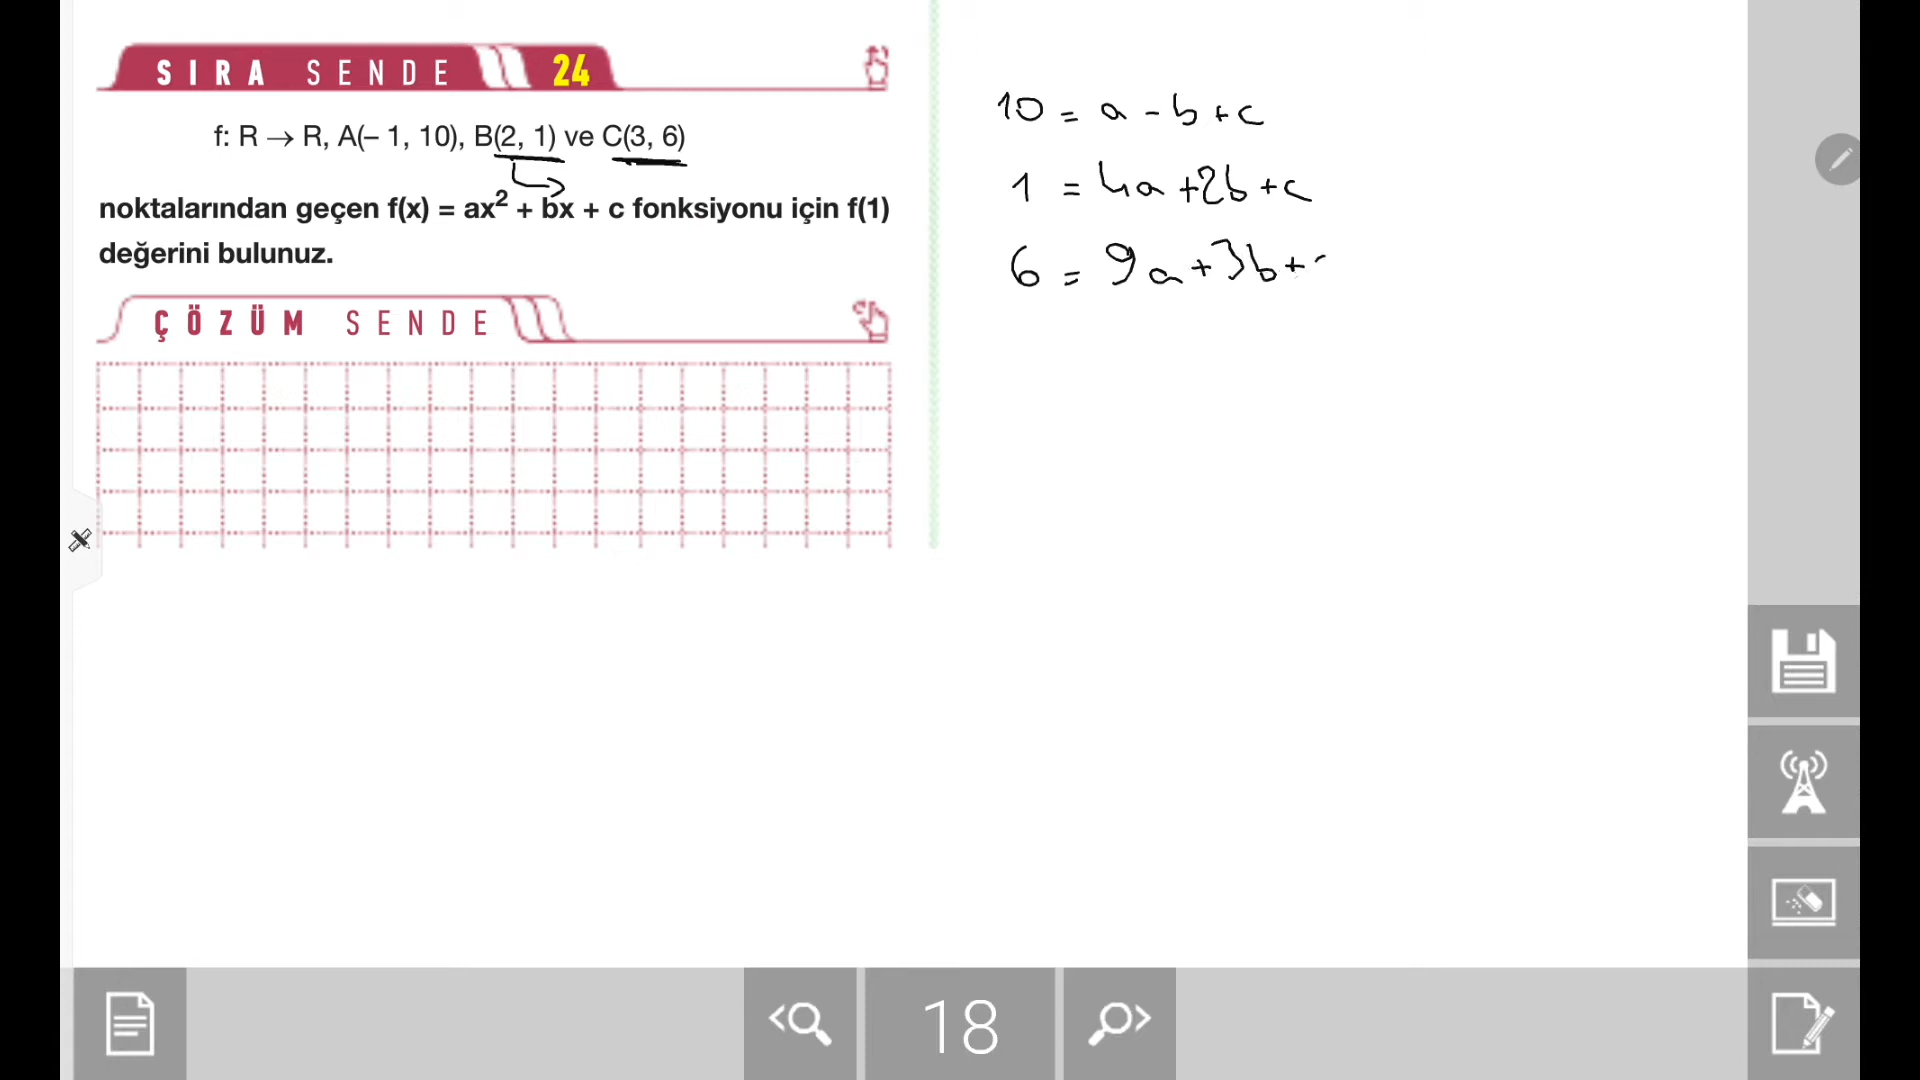 SIRA SENDE 24
f: R → R, A(– 1, 10), B(2, 1) ve C(3, 6)
noktalarından geçen f(x) = ax² + bx + c fonksiyonu için f(1)
değerini bulunuz.
ÇÖZÜM SENDE
10 = a - b + c
1 = 4a + 2b + c
6 = 9a + 3b +
18